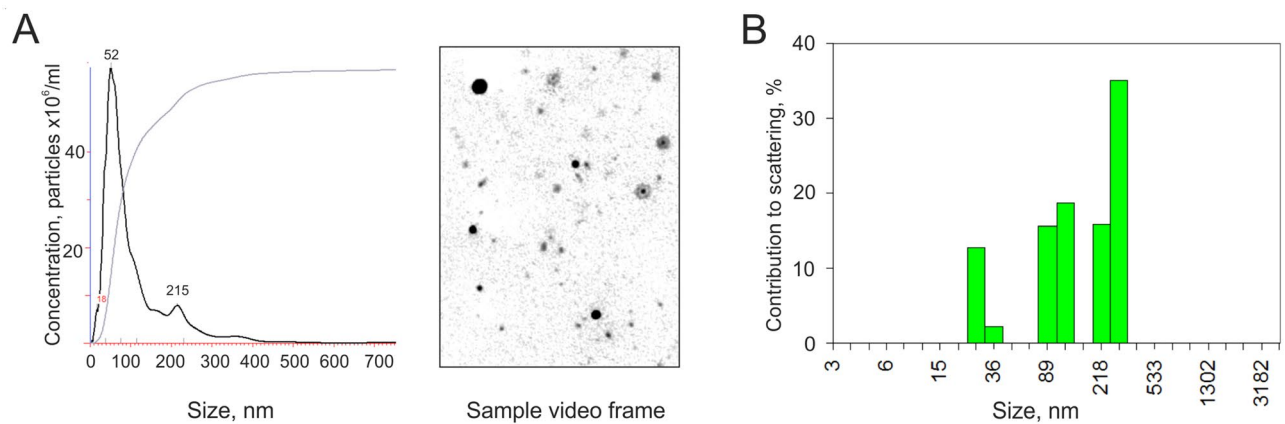 A
Concentration, particles x10⁶/ml
40
20
52
215
18
0 100 200 300 400 500 600 700
Size, nm
Sample video frame
B
Contribution to scattering, %
40
30
20
10
0
3 6 15 36 89 218 533 1302 3182
Size, nm